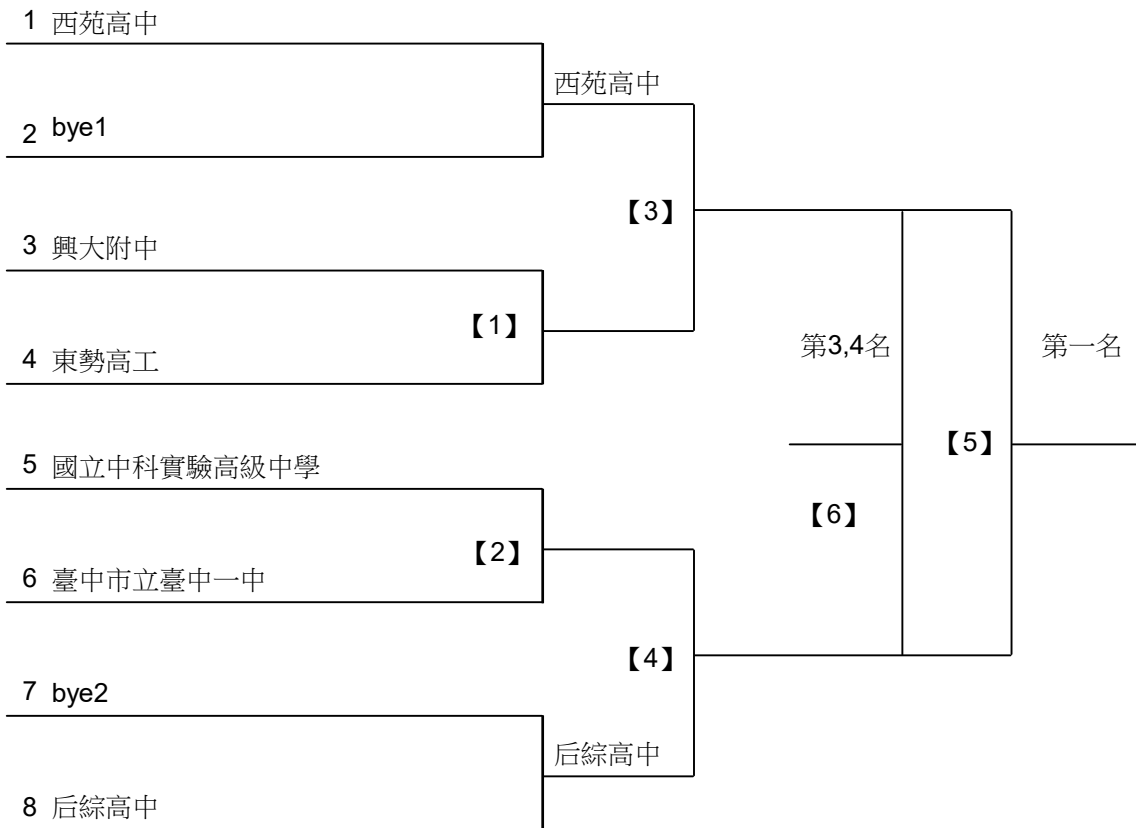 1 西苑高中
西苑高中
2 bye1
【3】
3 興大附中
【1】
4 東勢高工
第3,4名
第一名
【5】
5 國立中科實驗高級中學
【6】
【2】
6 臺中市立臺中一中
【4】
7 bye2
后綜高中
8 后綜高中